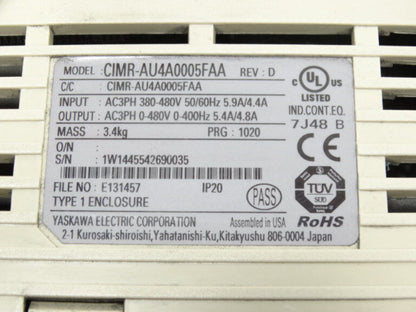 MODEL : CIMR-AU4A0005FAA REV : D
C/C : CIMR-AU4A0005FAA
INPUT : AC3PH 380-480V 50/60Hz 5.9A/4.4A
OUTPUT : AC3PH 0-480V 0-400Hz 5.4A/4.8A
MASS : 3.4kg PRG : 1020
O/N :
S/N : 1W1445542690035
FILE NO : E131457 IP20
TYPE 1 ENCLOSURE
PASS
YASKAWA ELECTRIC CORPORATION Assembled in USA
2-1 Kurosaki-shiroishi,Yahatanishi-Ku,Kitakyushu 806-0004 Japan
C UL US
LISTED
IND.CONT.EQ.
7J48 B
TUV
RoHS